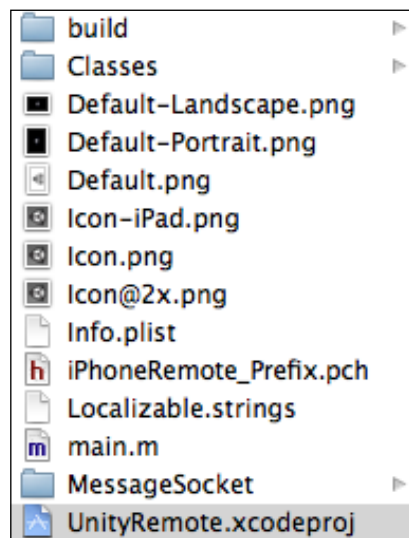 build
Classes
Default-Landscape.png
Default-Portrait.png
Default.png
Icon-iPad.png
Icon.png
Icon@2x.png
Info.plist
h iPhoneRemote_Prefix.pch
Localizable.strings
m main.m
MessageSocket
UnityRemote.xcodeproj